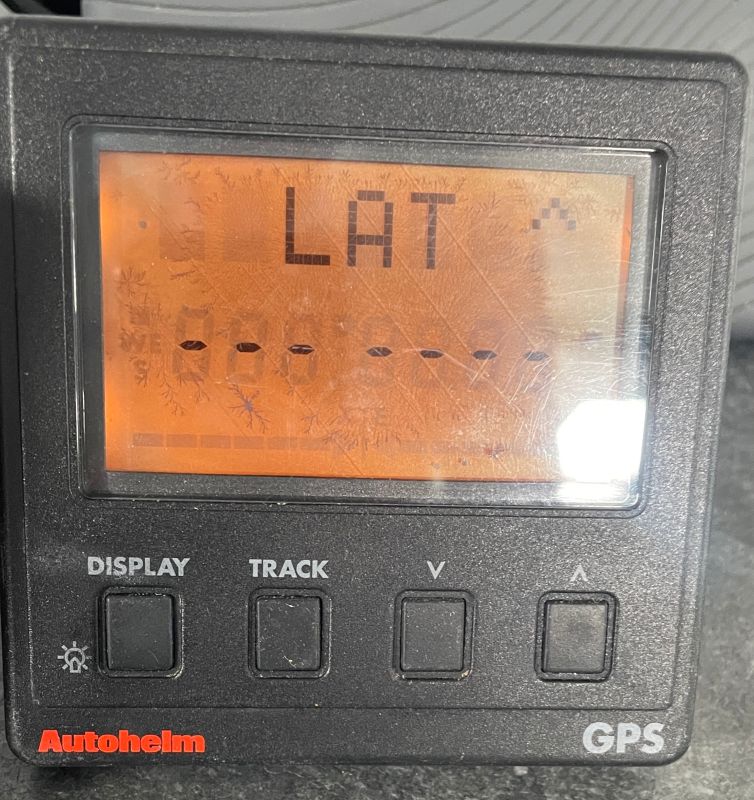 LAT ^
- - - - - - -
DISPLAY TRACK V Λ
Autohelm GPS